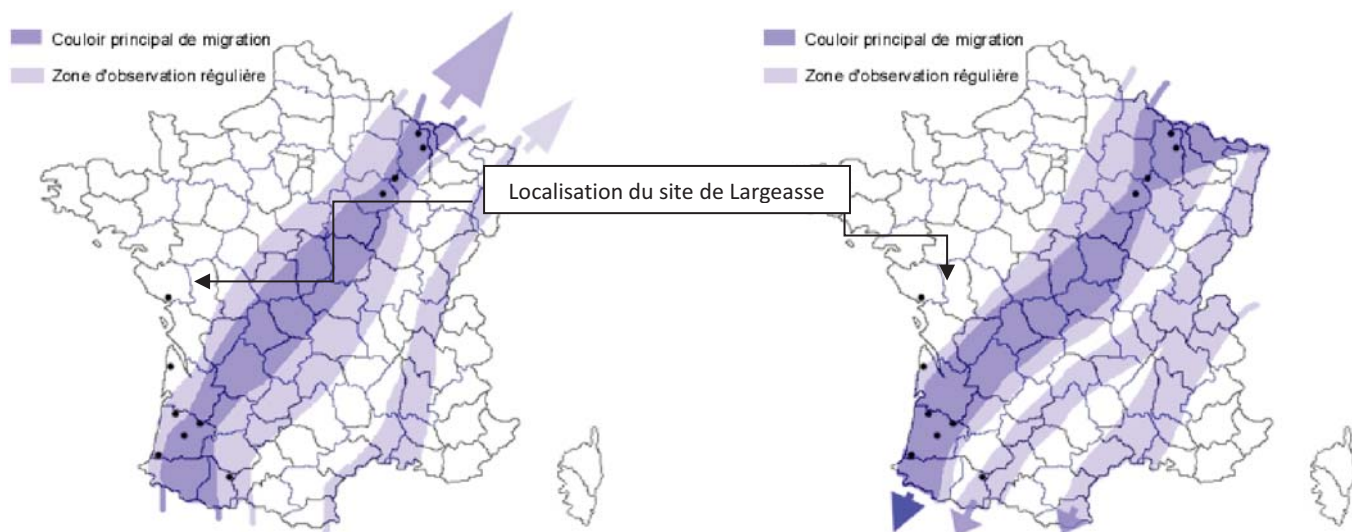 Couloir principal de migration
Zone d'observation régulière
Localisation du site de Largeasse
Couloir principal de migration
Zone d'observation régulière